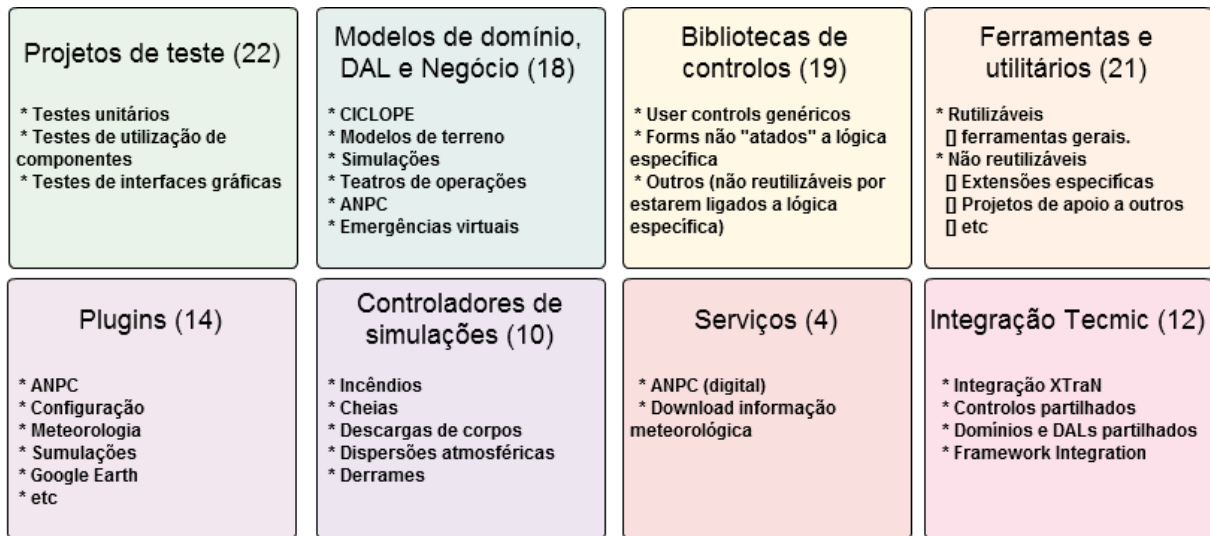 Projetos de teste (22)
* Testes unitários
* Testes de utilização de
componentes
* Testes de interfaces gráficas
Modelos de domínio,
DAL e Negócio (18)
* CICLOPE
* Modelos de terreno
* Simulações
* Teatros de operações
* ANPC
* Emergências virtuais
Bibliotecas de
controlos (19)
* User controls genéricos
* Forms não "atados" a lógica
específica
* Outros (não reutilizáveis por
estarem ligados a lógica
específica)
Ferramentas e
utilitários (21)
* Rutilizáveis
[] ferramentas gerais.
* Não reutilizáveis
[] Extensões especificas
[] Projetos de apoio a outros
[] etc
Plugins (14)
* ANPC
* Configuração
* Meteorologia
* Sumulações
* Google Earth
* etc
Controladores de
simulações (10)
* Incêndios
* Cheias
* Descargas de corpos
* Dispersões atmosféricas
* Derrames
Serviços (4)
* ANPC (digital)
* Download informação
meteorológica
Integração Tecmic (12)
* Integração XTraN
* Controlos partilhados
* Domínios e DALs partilhados
* Framework Integration